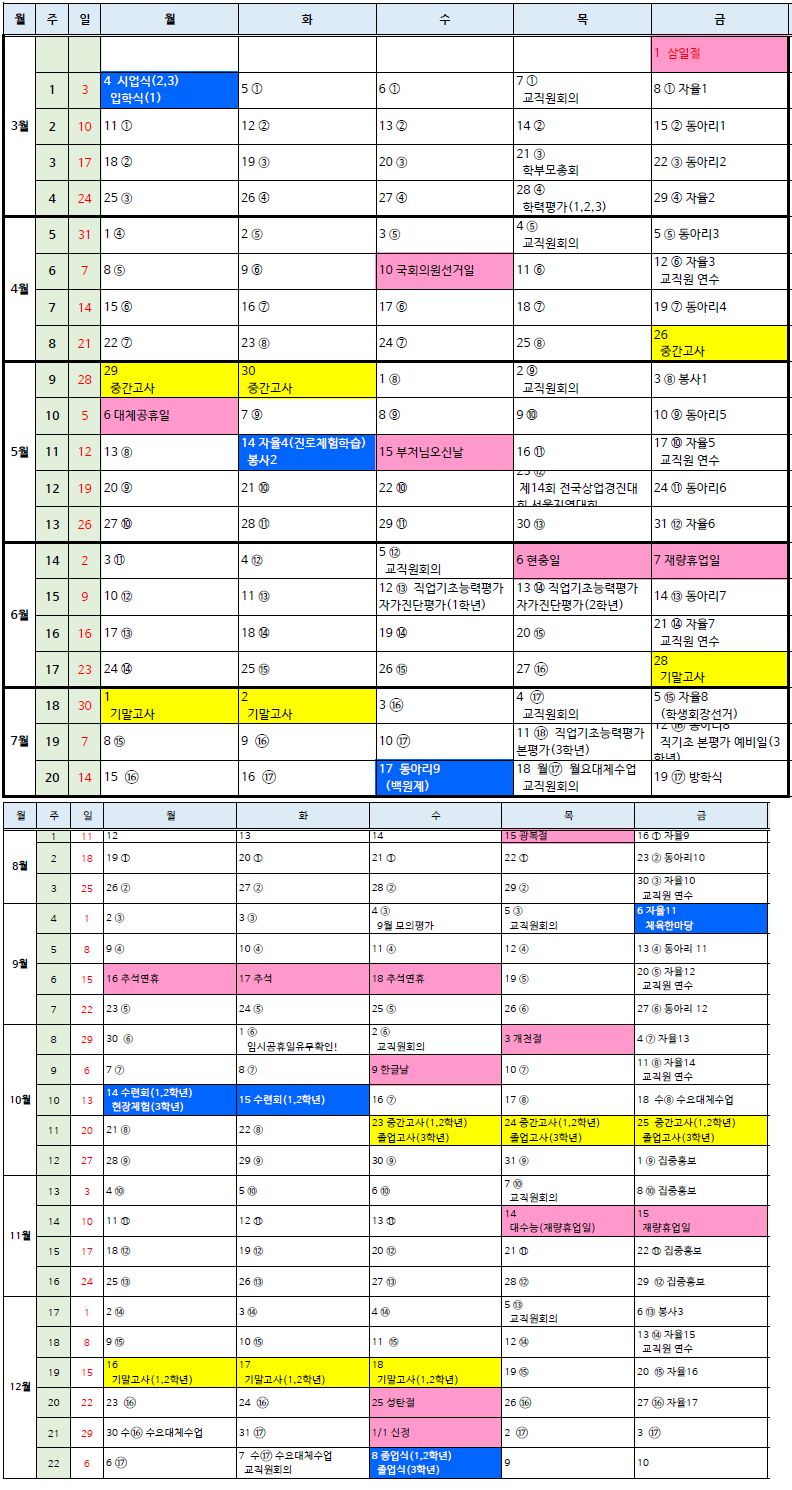 월 주 일 월 화 수 목 금
1 삼일절
3월
1 3 4 시업식(2,3) 5 ① 6 ① 7 ① 8 ① 자율1
입학식(1) 교직원회의
2 10 11 ① 12 ② 13 ② 14 ② 15 ② 동아리1
3 17 18 ② 19 ③ 20 ③ 21 ③ 22 ③ 동아리2
학부모총회
4 24 25 ③ 26 ④ 27 ④ 28 ④ 29 ④ 자율2
학력평가(1,2,3)
4월
5 31 1 ④ 2 ⑤ 3 ⑤ 4 ⑤ 5 ⑤ 동아리3
교직원회의
6 7 8 ⑤ 9 ⑥ 10 국회의원선거일 11 ⑥ 12 ⑥ 자율3
교직원 연수
7 14 15 ⑥ 16 ⑦ 17 ⑥ 18 ⑦ 19 ⑦ 동아리4
8 21 22 ⑦ 23 ⑧ 24 ⑦ 25 ⑧ 26
중간고사
5월
9 28 29 30 1 ⑧ 2 ⑨ 3 ⑧ 봉사1
중간고사 중간고사 교직원회의
10 5 6 대체공휴일 7 ⑨ 8 ⑨ 9 ⑩ 10 ⑨ 동아리5
11 12 13 ⑧ 14 자율4(진로체험학습) 15 부처님오신날 16 ⑪ 17 ⑩ 자율5
봉사2 교직원 연수
12 19 20 ⑨ 21 ⑩ 22 ⑩ 23 ⑫ 24 ⑪ 동아리6
제14회 전국상업경진대
회 서울지역대회
13 26 27 ⑩ 28 ⑪ 29 ⑪ 30 ⑬ 31 ⑫ 자율6
6월
14 2 3 ⑪ 4 ⑫ 5 ⑫ 6 현충일 7 재량휴업일
교직원회의
15 9 10 ⑫ 11 ⑬ 12 ⑬ 직업기초능력평가 13 ⑭ 직업기초능력평가 14 ⑬ 동아리7
자가진단평가(1학년) 자가진단평가(2학년)
16 16 17 ⑬ 18 ⑭ 19 ⑭ 20 ⑮ 21 ⑭ 자율7
교직원 연수
17 23 24 ⑭ 25 ⑮ 26 ⑮ 27 ⑯ 28
기말고사
7월
18 30 1 2 3 ⑯ 4 ⑰ 5 ⑮ 자율8
기말고사 기말고사 교직원회의 (학생회장선거)
19 7 8 ⑮ 9 ⑯ 10 ⑰ 11 ⑱ 직업기초능력평가 12 ⑯ 동아리8
본평가(3학년) 직기초 본평가 예비일(3
학년)
20 14 15 ⑯ 16 ⑰ 17 동아리9 18 월⑰ 월요대체수업 19 ⑰ 방학식
(백원제) 교직원회의
월 주 일 월 화 수 목 금
8월
1 11 12 13 14 15 광복절 16 ① 자율9
2 18 19 ① 20 ① 21 ① 22 ① 23 ② 동아리10
3 25 26 ② 27 ② 28 ② 29 ② 30 ③ 자율10
교직원 연수
9월
4 1 2 ③ 3 ③ 4 ③ 5 ③ 6 자율11
9월 모의평가 교직원회의 체육한마당
5 8 9 ④ 10 ④ 11 ④ 12 ④ 13 ④ 동아리 11
6 15 16 추석연휴 17 추석 18 추석연휴 19 ⑤ 20 ⑤ 자율12
교직원 연수
7 22 23 ⑤ 24 ⑤ 25 ⑤ 26 ⑥ 27 ⑥ 동아리 12
10월
8 29 30 ⑥ 1 ⑥ 2 ⑥ 3 개천절 4 ⑦ 자율13
임시공휴일유무확인! 교직원회의
9 6 7 ⑦ 8 ⑦ 9 한글날 10 ⑦ 11 ⑧ 자율14
교직원 연수
10 13 14 수련회(1,2학년) 15 수련회(1,2학년) 16 ⑦ 17 ⑧ 18 수⑧ 수요대체수업
현장체험(3학년)
11 20 21 ⑧ 22 ⑧ 23 중간고사(1,2학년) 24 중간고사(1,2학년) 25 중간고사(1,2학년)
졸업고사(3학년) 졸업고사(3학년) 졸업고사(3학년)
12 27 28 ⑨ 29 ⑨ 30 ⑨ 31 ⑨ 1 ⑨ 집중홍보
11월
13 3 4 ⑩ 5 ⑩ 6 ⑩ 7 ⑩ 8 ⑩ 집중홍보
교직원회의
14 10 11 ⑪ 12 ⑪ 13 ⑪ 14 15
대수능(재량휴업일) 재량휴업일
15 17 18 ⑫ 19 ⑫ 20 ⑫ 21 ⑪ 22 ⑪ 집중홍보
16 24 25 ⑬ 26 ⑬ 27 ⑬ 28 ⑫ 29 ⑫ 집중홍보
12월
17 1 2 ⑭ 3 ⑭ 4 ⑭ 5 ⑬ 6 ⑬ 봉사3
교직원회의
18 8 9 ⑮ 10 ⑮ 11 ⑮ 12 ⑭ 13 ⑭ 자율15
교직원 연수
19 15 16 17 18 19 ⑮ 20 ⑮ 자율16
기말고사(1,2학년) 기말고사(1,2학년) 기말고사(1,2학년)
20 22 23 ⑯ 24 ⑯ 25 성탄절 26 ⑯ 27 ⑯ 자율17
21 29 30 수⑯ 수요대체수업 31 ⑰ 1/1 신정 2 ⑰ 3 ⑰
22 6 6 ⑰ 7 수⑰ 수요대체수업 8 종업식(1,2학년) 9 10
교직원회의 졸업식(3학년)